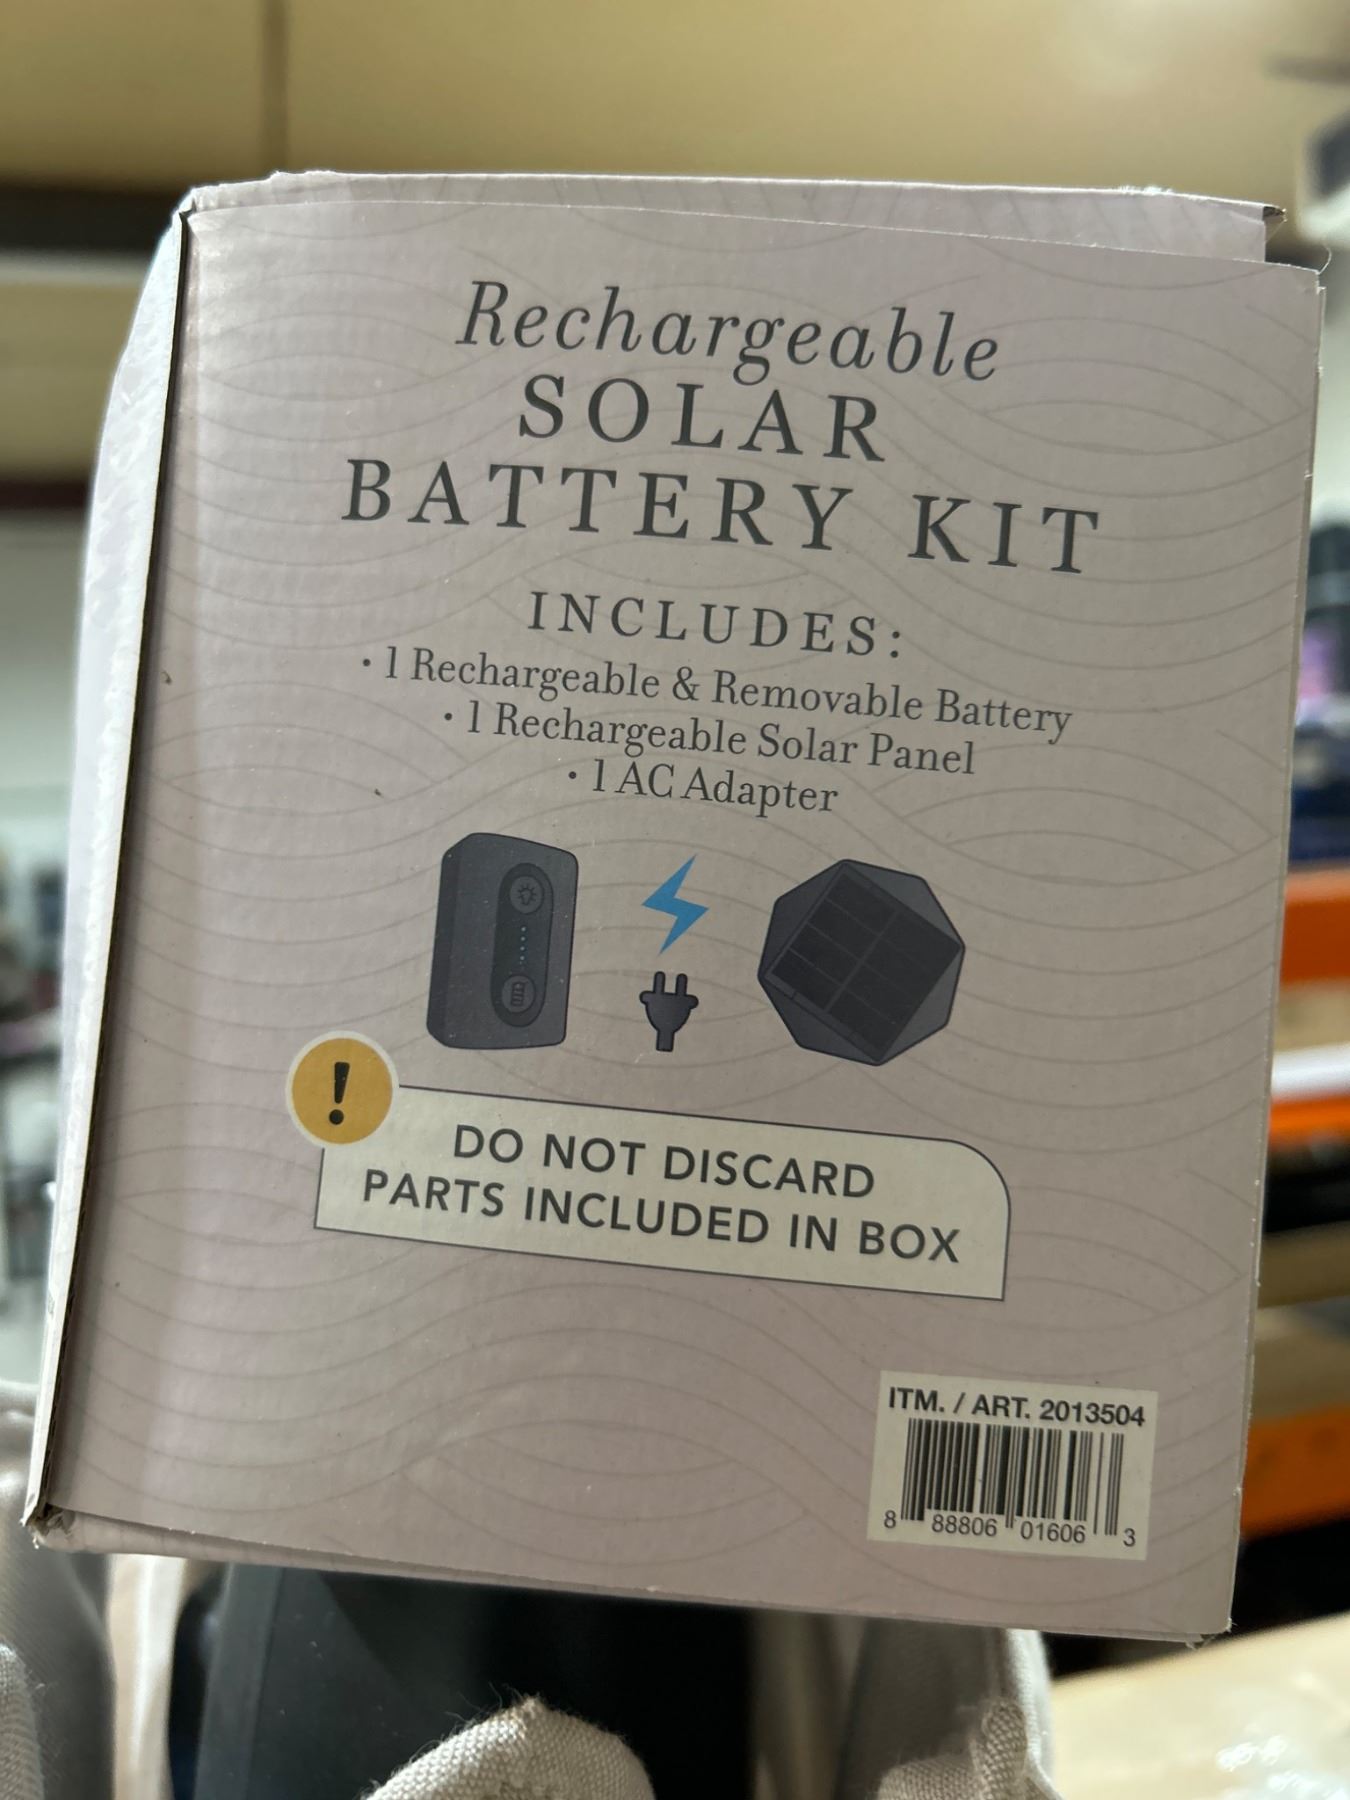 Rechargeable
SOLAR
BATTERY KIT
INCLUDES:
• 1 Rechargeable & Removable Battery
• 1 Rechargeable Solar Panel
• 1 AC Adapter
!
DO NOT DISCARD
PARTS INCLUDED IN BOX
ITM. / ART. 2013504
8 88806 01606 3